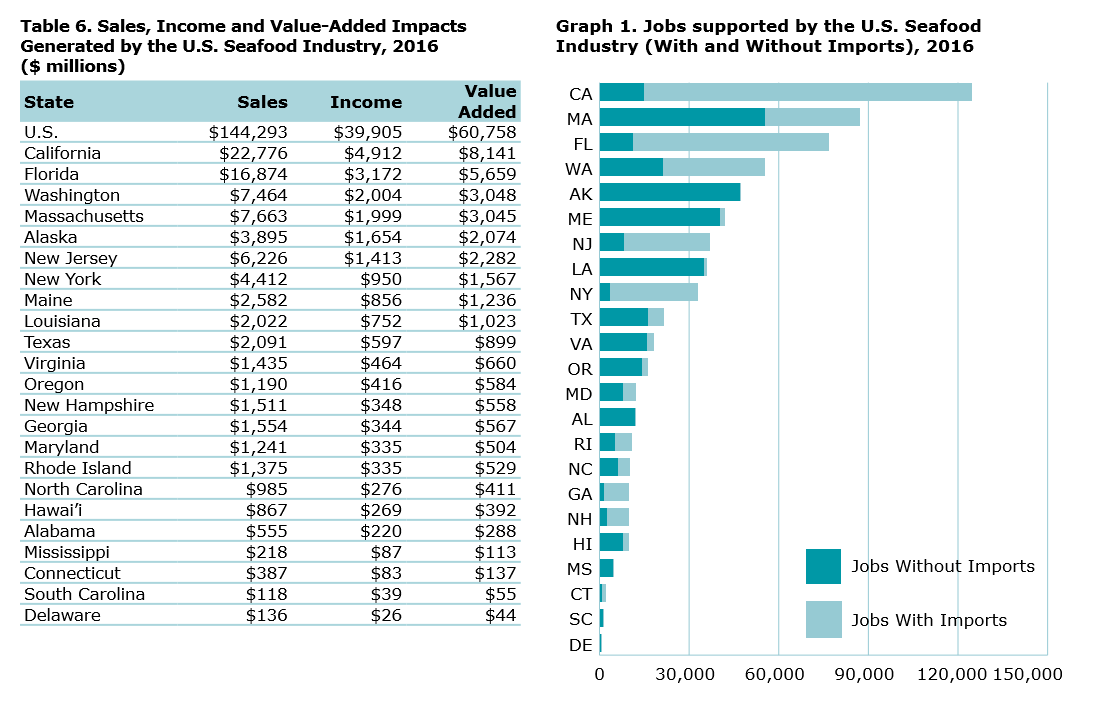 Table 6. Sales, Income and Value-Added Impacts
Generated by the U.S. Seafood Industry, 2016
($ millions)
State Sales Income Value Added
U.S. $144,293 $39,905 $60,758
California $22,776 $4,912 $8,141
Florida $16,874 $3,172 $5,659
Washington $7,464 $2,004 $3,048
Massachusetts $7,663 $1,999 $3,045
Alaska $3,895 $1,654 $2,074
New Jersey $6,226 $1,413 $2,282
New York $4,412 $950 $1,567
Maine $2,582 $856 $1,236
Louisiana $2,022 $752 $1,023
Texas $2,091 $597 $899
Virginia $1,435 $464 $660
Oregon $1,190 $416 $584
New Hampshire $1,511 $348 $558
Georgia $1,554 $344 $567
Maryland $1,241 $335 $504
Rhode Island $1,375 $335 $529
North Carolina $985 $276 $411
Hawai’i $867 $269 $392
Alabama $555 $220 $288
Mississippi $218 $87 $113
Connecticut $387 $83 $137
South Carolina $118 $39 $55
Delaware $136 $26 $44
Graph 1. Jobs supported by the U.S. Seafood
Industry (With and Without Imports), 2016
CA
MA
FL
WA
AK
ME
NJ
LA
NY
TX
VA
OR
MD
AL
RI
NC
GA
NH
HI
MS
CT
SC
DE
Jobs Without Imports
Jobs With Imports
0 30,000 60,000 90,000 120,000 150,000